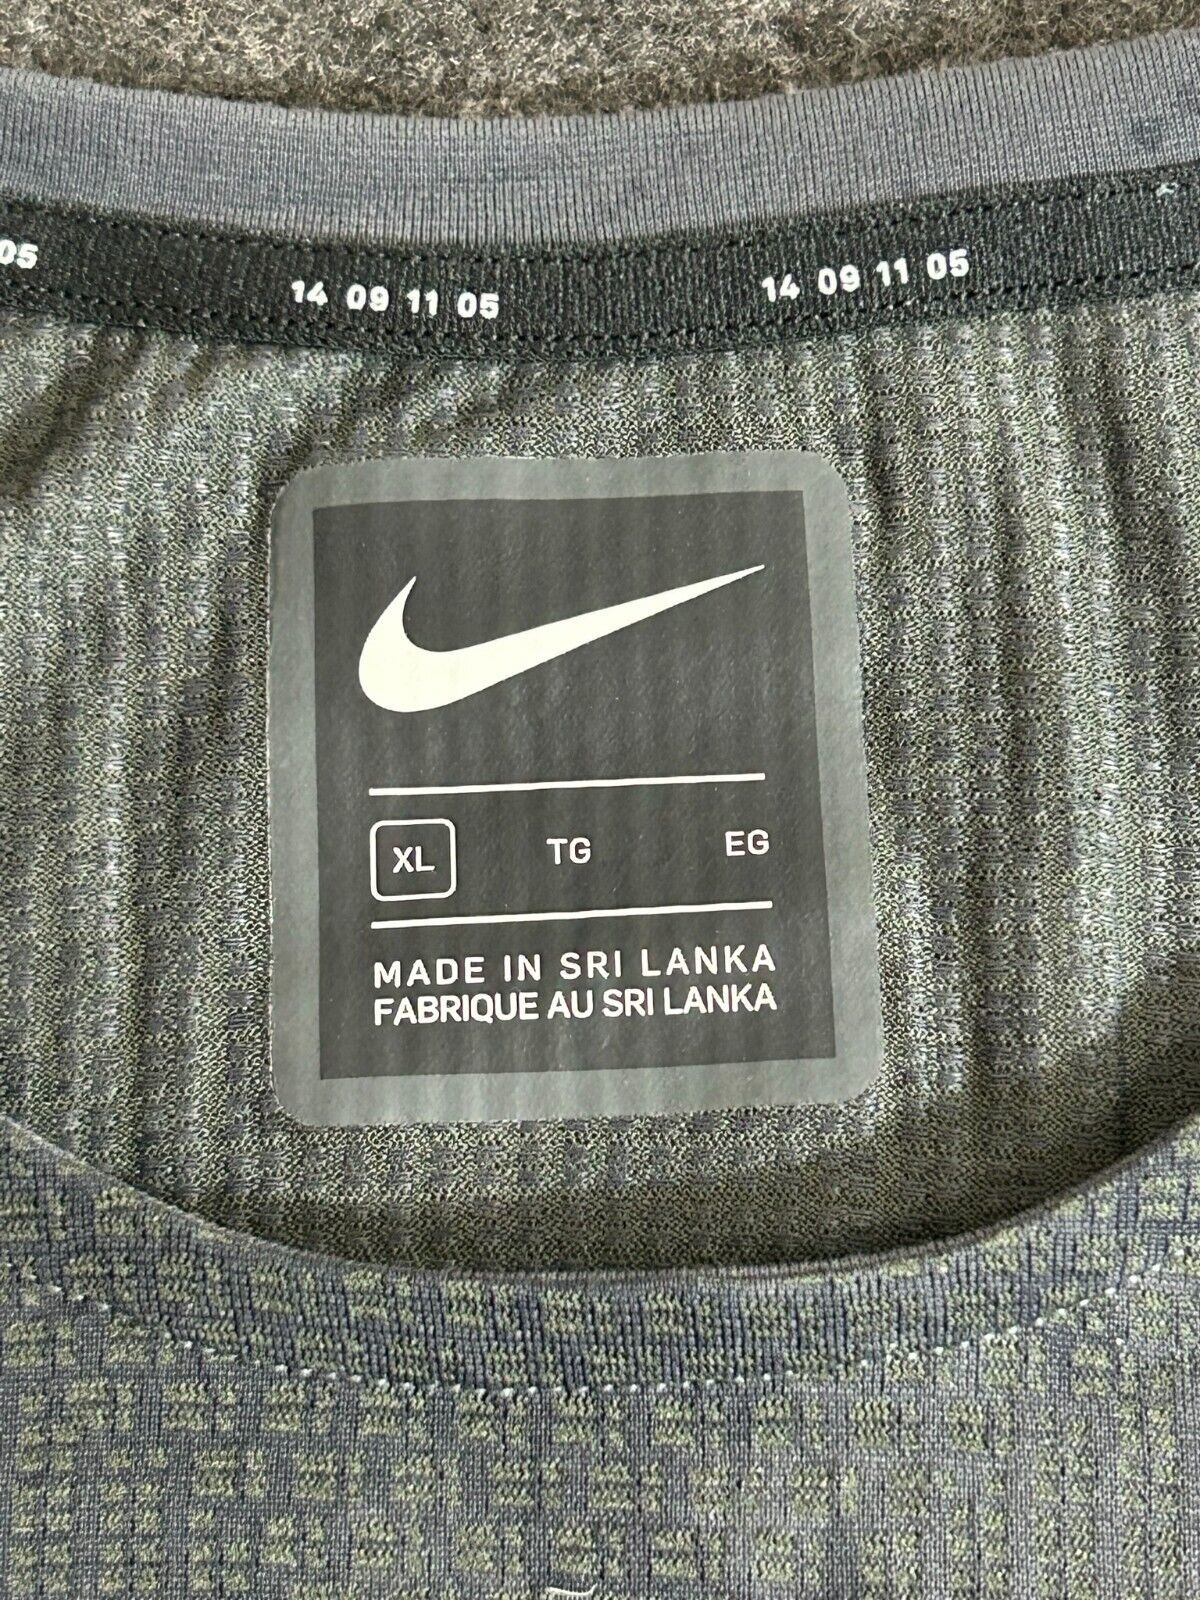 05 14 09 11 05 14 09 11 05
XL TG EG
MADE IN SRI LANKA
FABRIQUE AU SRI LANKA